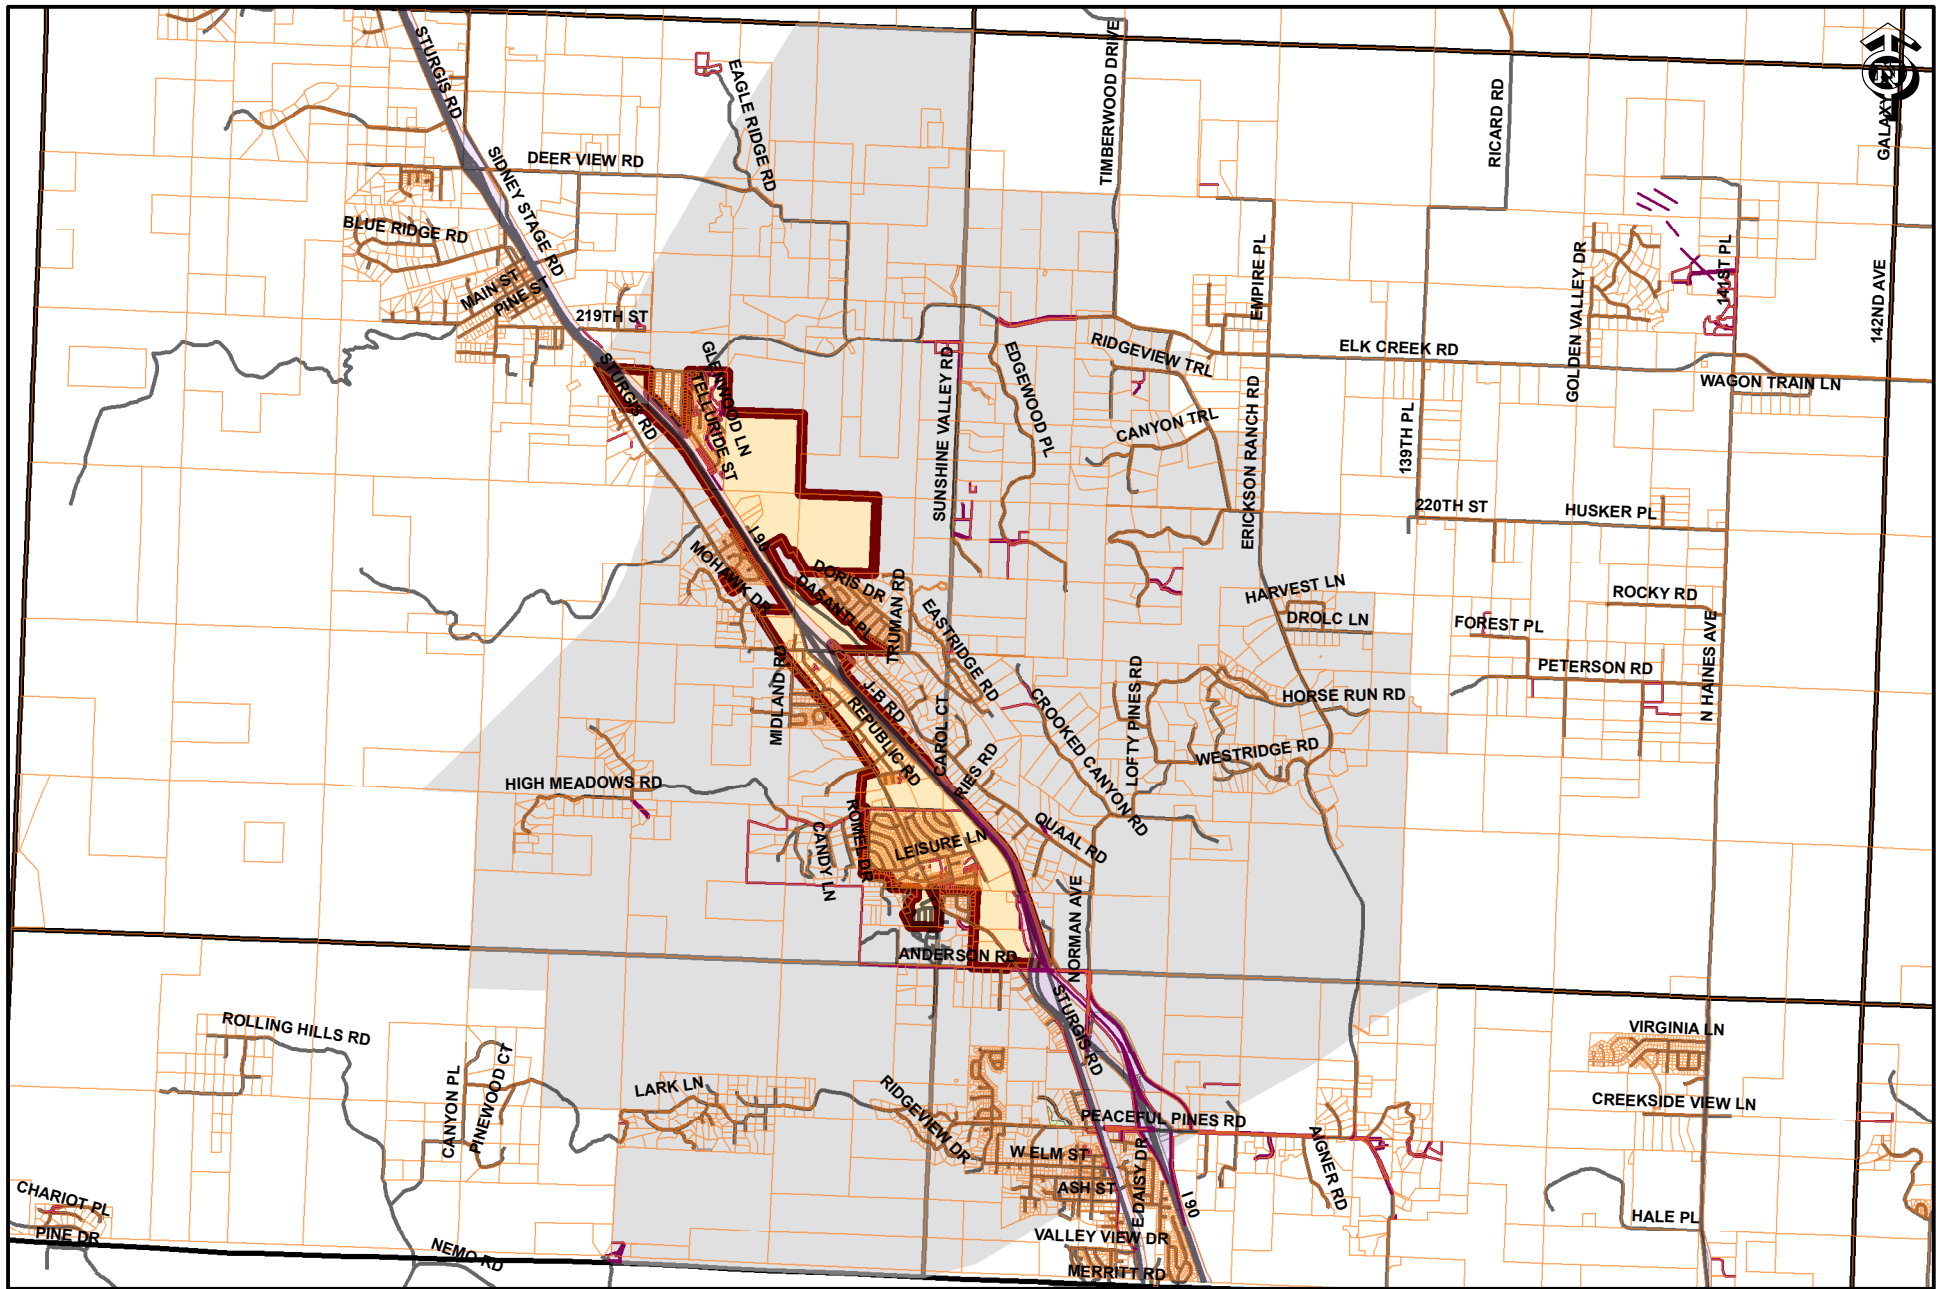 STURGIS RD
EAGLE RIDGE RD
TIMBERWOOD DRIVE
RICARD RD
GALAXY
DEER VIEW RD
SIDNEY STAGE RD
BLUE RIDGE RD
MAIN ST
PINE ST
219TH ST
EMPIRE PL
GOLDEN VALLEY DR
141ST PL
142ND AVE
STURGIS RD
GLENWOOD LN
TELLURIDE ST
SUNSHINE VALLEY RD
EDGEWOOD PL
RIDGEVIEW TRL
ELK CREEK RD
WAGON TRAIN LN
CANYON TRL
ERICKSON RANCH RD
139TH PL
220TH ST
HUSKER PL
I 90
MOHAWK DR
DORIS DR
DASANTI PL
TRUMAN RD
EASTRIDGE RD
HARVEST LN
DROLC LN
ROCKY RD
FOREST PL
PETERSON RD
N HAINES AVE
MIDLAND RD
J-B RD
REPUBLIC RD
CAROL CT
RIES RD
CROOKED CANYON RD
LOFTY PINES RD
HORSE RUN RD
WESTRIDGE RD
HIGH MEADOWS RD
CANDY LN
ROMEL DR
LEISURE LN
QUAAL RD
NORMAN AVE
ANDERSON RD
STURGIS RD
ROLLING HILLS RD
CANYON PL
PINEWOOD CT
LARK LN
RIDGEVIEW DR
PEACEFUL PINES RD
VIRGINIA LN
CREEKSIDE VIEW LN
W ELM ST
ASH ST
E DAISY DR
I 90
AIGNER RD
HALE PL
CHARIOT PL
PINE DR
NEMO RD
VALLEY VIEW DR
MERRITT RD